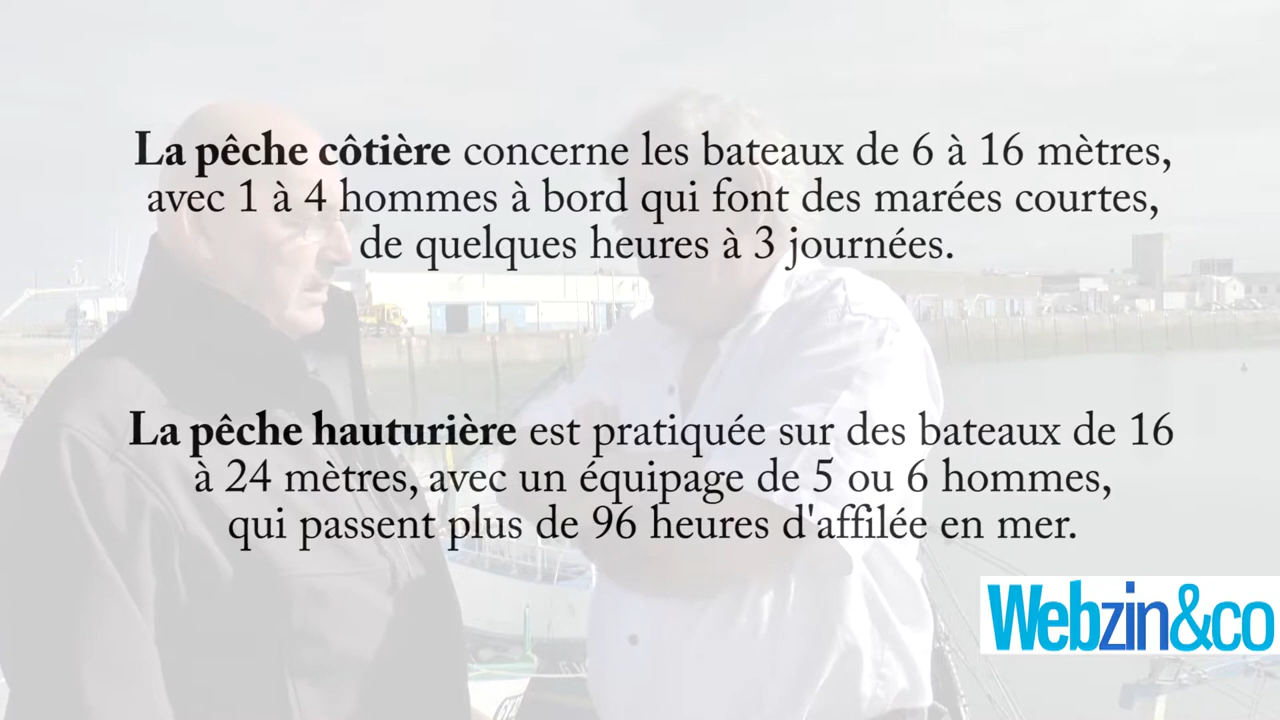 La pêche côtière concerne les bateaux de 6 à 16 mètres,
avec 1 à 4 hommes à bord qui font des marées courtes,
de quelques heures à 3 journées.
La pêche hauturière est pratiquée sur des bateaux de 16
à 24 mètres, avec un équipage de 5 ou 6 hommes,
qui passent plus de 96 heures d'affilée en mer.
Webzin&co